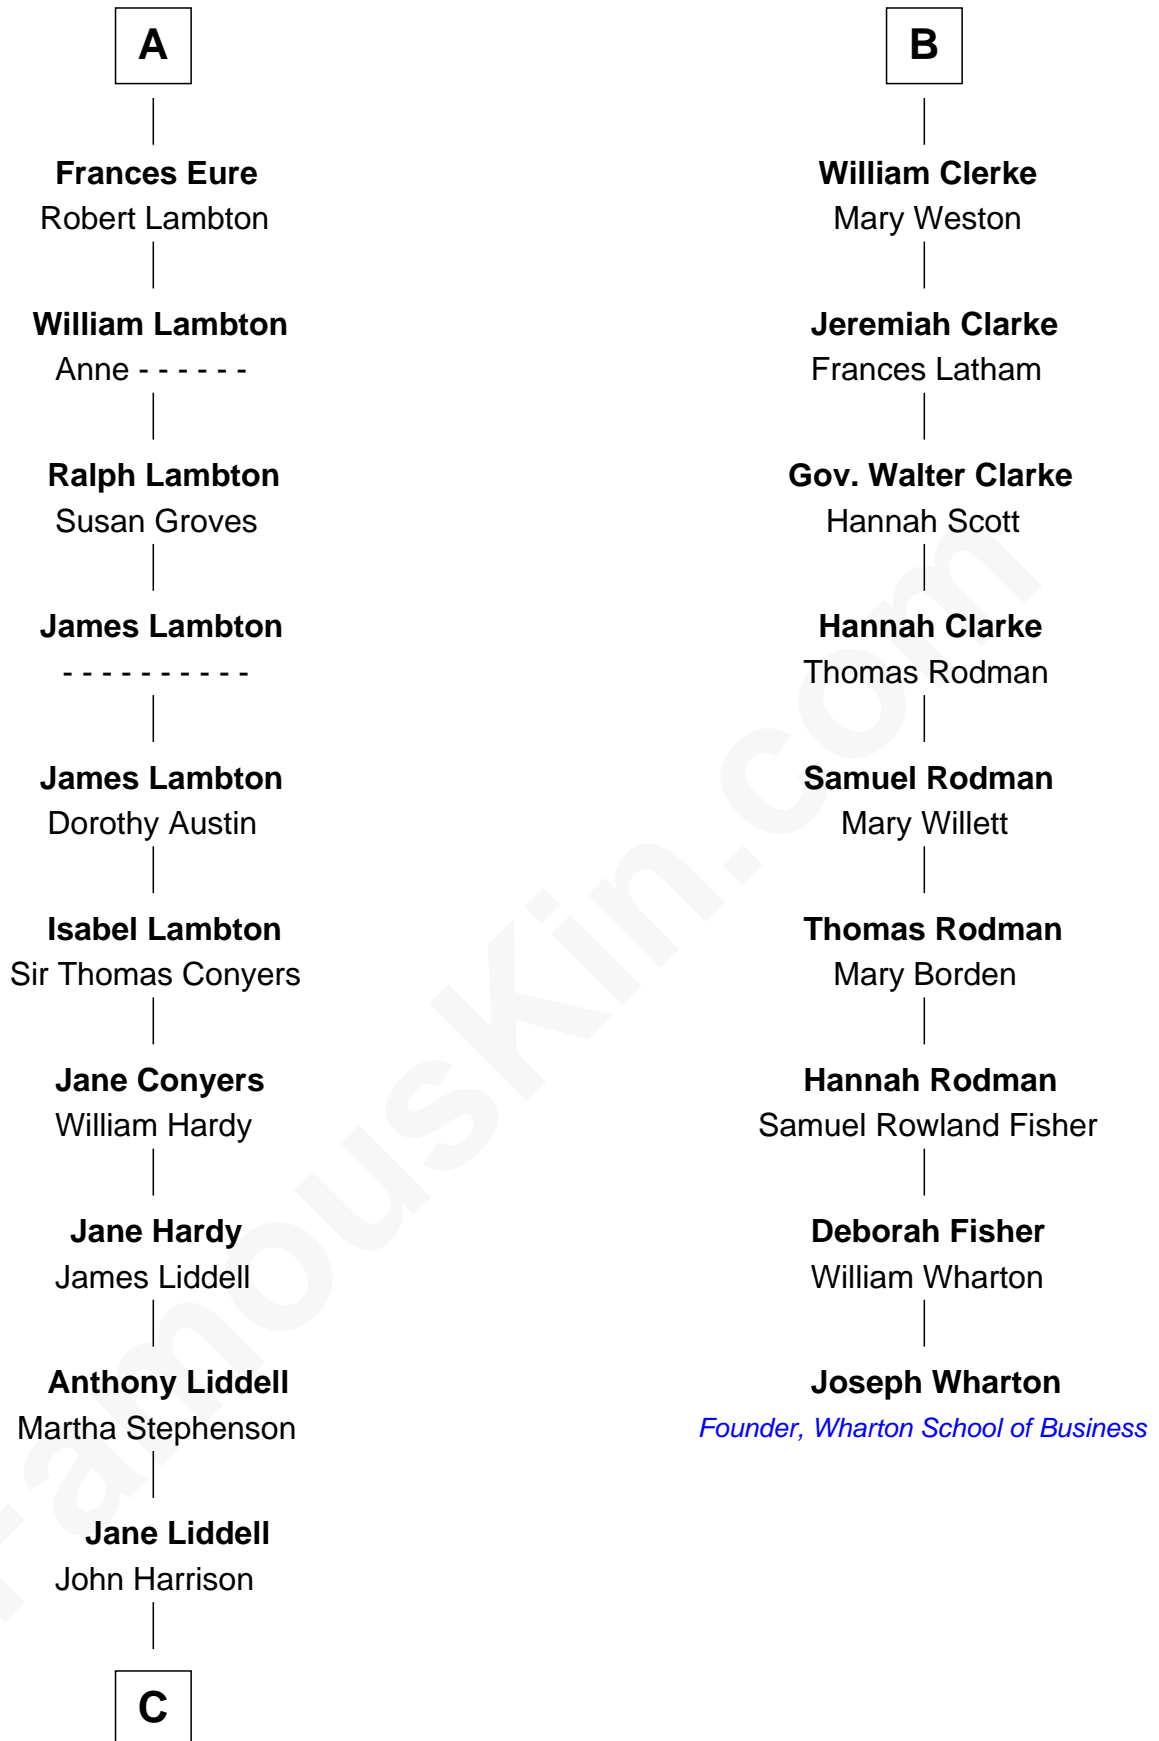 A
Frances Eure
Robert Lambton
William Lambton
Anne - - - - - -
Ralph Lambton
Susan Groves
James Lambton
- - - - - - - - - -
James Lambton
Dorothy Austin
Isabel Lambton
Sir Thomas Conyers
Jane Conyers
William Hardy
Jane Hardy
James Liddell
Anthony Liddell
Martha Stephenson
Jane Liddell
John Harrison
C
B
William Clerke
Mary Weston
Jeremiah Clarke
Frances Latham
Gov. Walter Clarke
Hannah Scott
Hannah Clarke
Thomas Rodman
Samuel Rodman
Mary Willett
Thomas Rodman
Mary Borden
Hannah Rodman
Samuel Rowland Fisher
Deborah Fisher
William Wharton
Joseph Wharton
Founder, Wharton School of Business
FamousKin.com